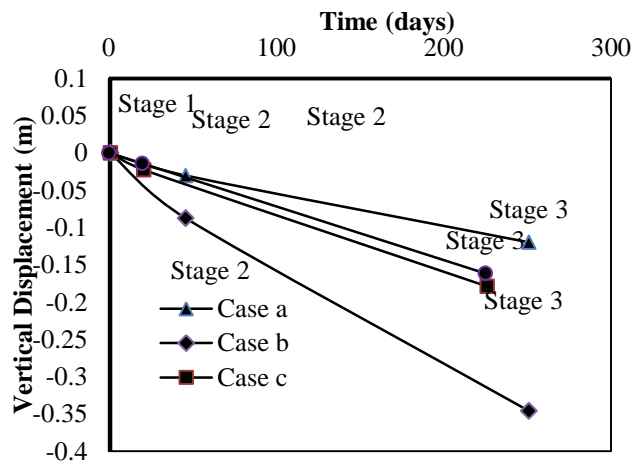 Time (days)
0 100 200 300
0.1
0.05
0
-0.05
-0.1
-0.15
-0.2
-0.25
-0.3
-0.35
-0.4
Vertical Displacement (m)
Stage 1
Stage 2
Stage 2
Stage 3
Stage 3
Stage 2
Stage 3
Case a
Case b
Case c